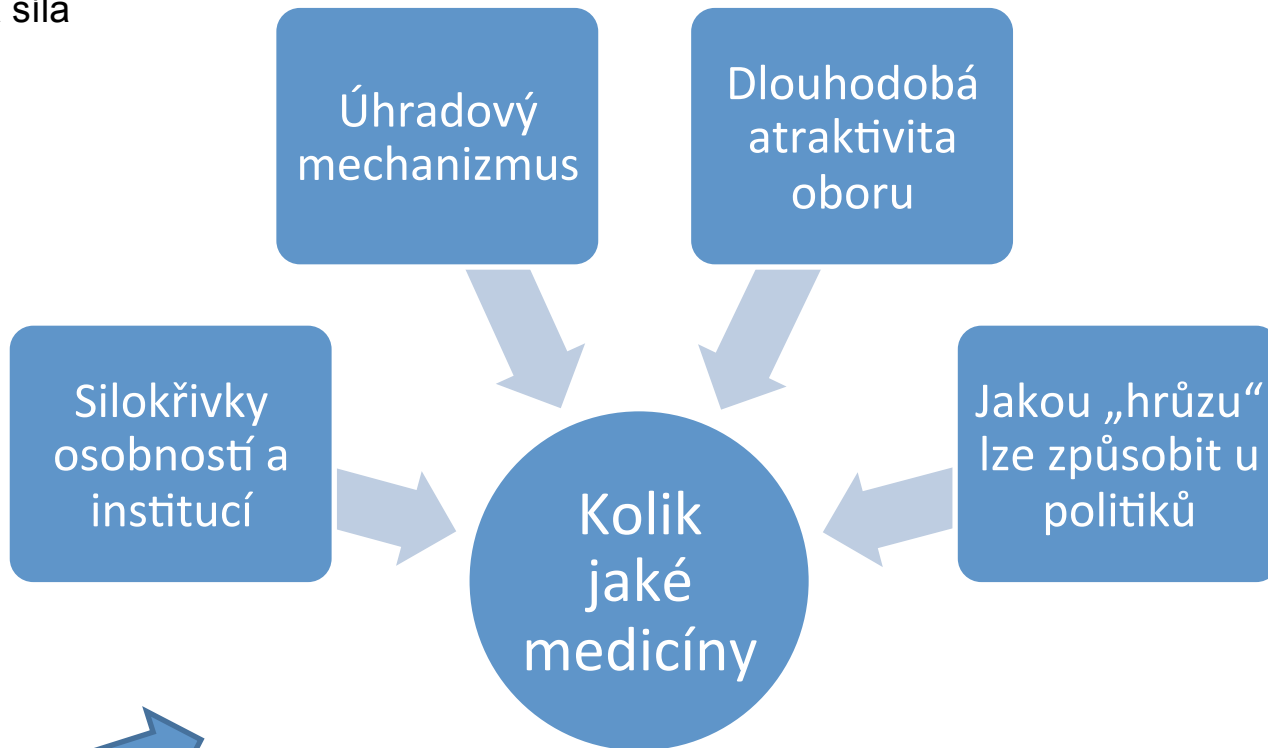 síla
Úhradový
mechanizmus
Dlouhodobá
atraktivita
oboru
Silokřivky
osobností a
institucí
Jakou „hrůzu“
lze způsobit u
politiků
Kolik
jaké
medicíny